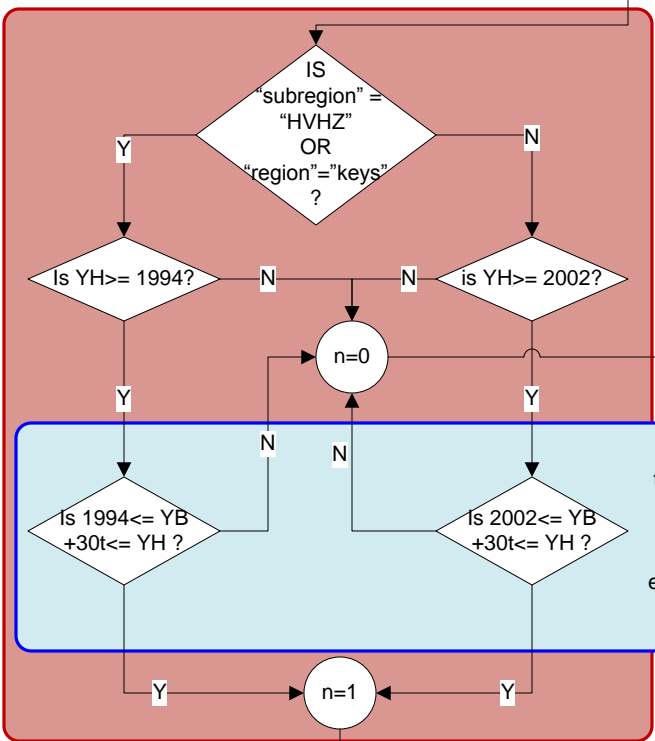 IS
“subregion” =
“HVHZ”
OR
“region”=”keys”
?
Y
N
Is YH>= 1994?
N
N
is YH>= 2002?
n=0
Y
Y
N
N
Is 1994<= YB
+30t<= YH ?
Is 2002<= YB
+30t<= YH ?
Y
n=1
Y